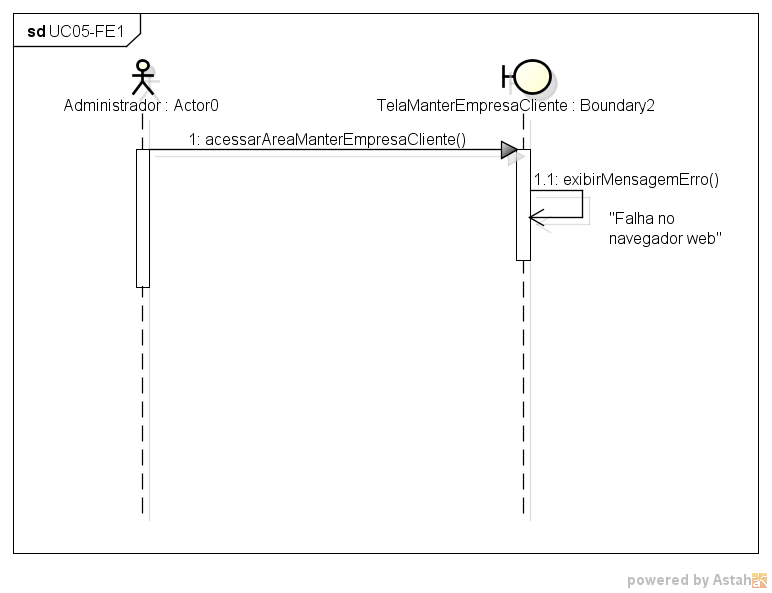 sd UC05-FE1
Administrador : Actor0
TelaManterEmpresaCliente : Boundary2
1: acessarAreaManterEmpresaCliente()
1.1: exibirMensagemErro()
"Falha no
navegador web"
powered by Astah